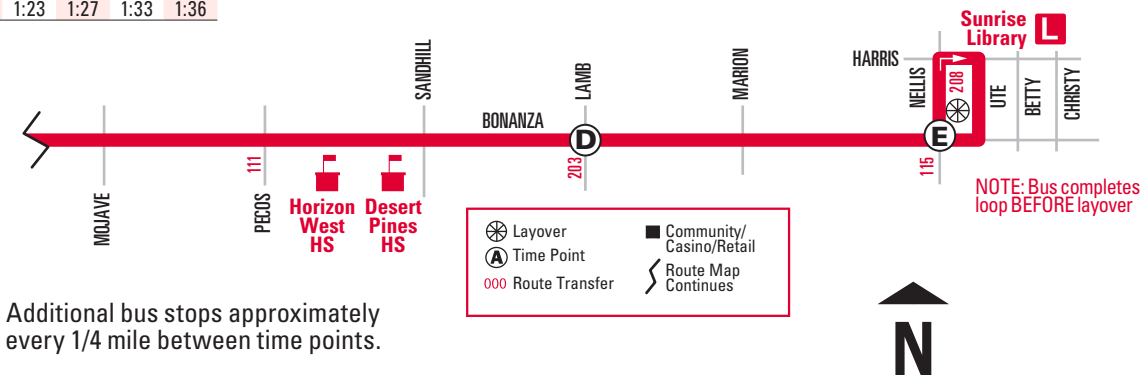 1:23 1:27 1:33 1:36
Sunrise
Library L
HARRIS
NELLIS
208
UTE
BETTY
CHRISTY
SANDHILL
LAMB
MARION
BONANZA
D
E
111
203
115
MOJAVE
PECOS
Horizon
West
HS
Desert
Pines
HS
NOTE: Bus completes
loop BEFORE layover
Layover
A Time Point
000 Route Transfer
Community/
Casino/Retail
Route Map
Continues
Additional bus stops approximately
every 1/4 mile between time points.
N